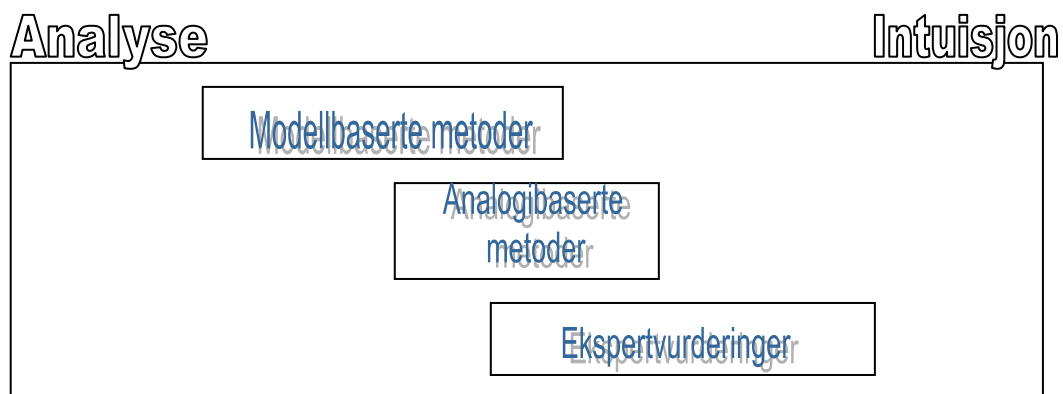 Analyse
Intuisjon
Modellbaserte metoder
Analogibaserte
metoder
Ekspertvurderinger